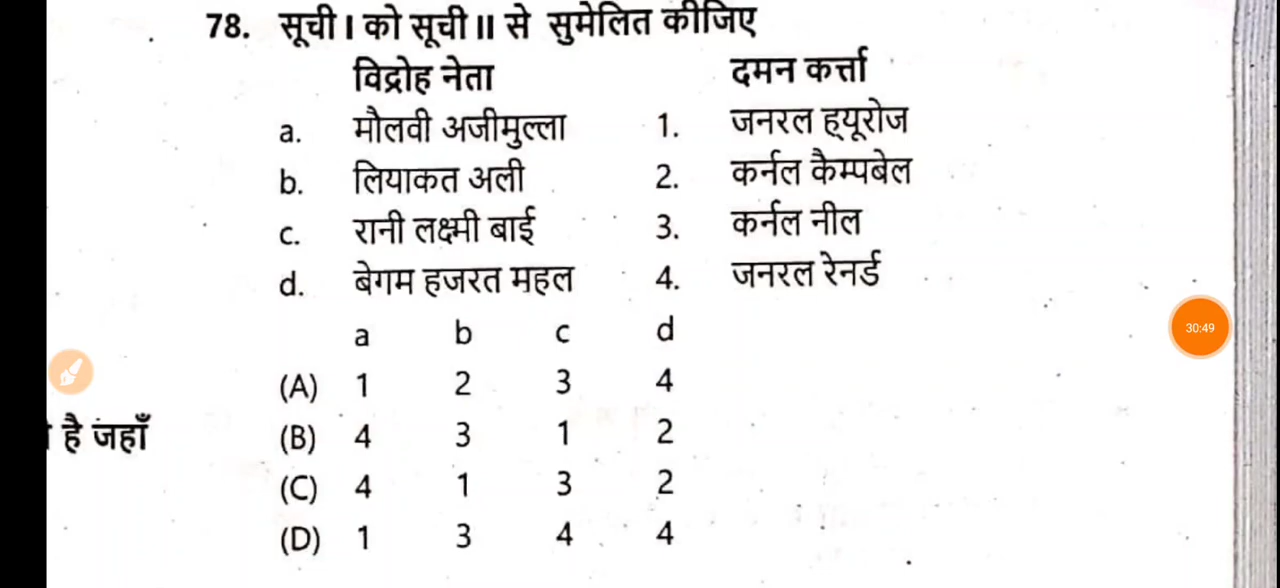 78. सूची I को सूची II से सुमेलित कीजिए
विद्रोह नेता दमन कर्त्ता
a. मौलवी अजीमुल्ला 1. जनरल ह्यूरोज
b. लियाकत अली 2. कर्नल कैम्पबेल
c. रानी लक्ष्मी बाई 3. कर्नल नील
d. बेगम हजरत महल 4. जनरल रेनर्ड
a b c d
(A) 1 2 3 4
(B) 4 3 1 2
(C) 4 1 3 2
(D) 1 3 4 4
है जहाँ
30:49